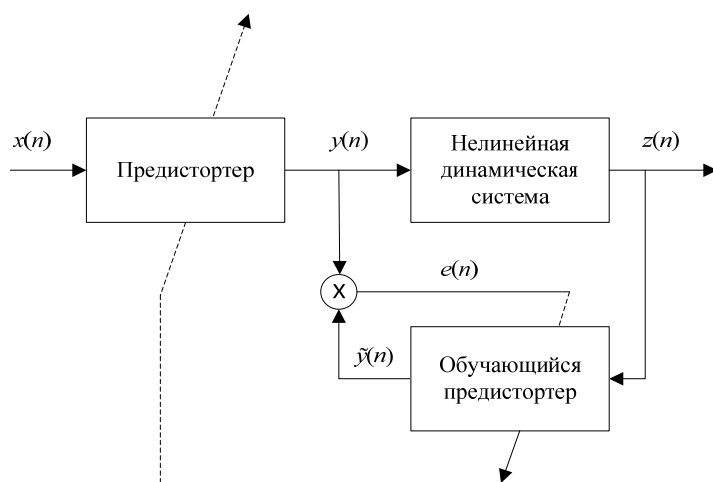 x(n)
Предистортер
y(n)
Нелинейная
динамическая
система
z(n)
X
e(n)
ỹ(n)
Обучающийся
предистортер